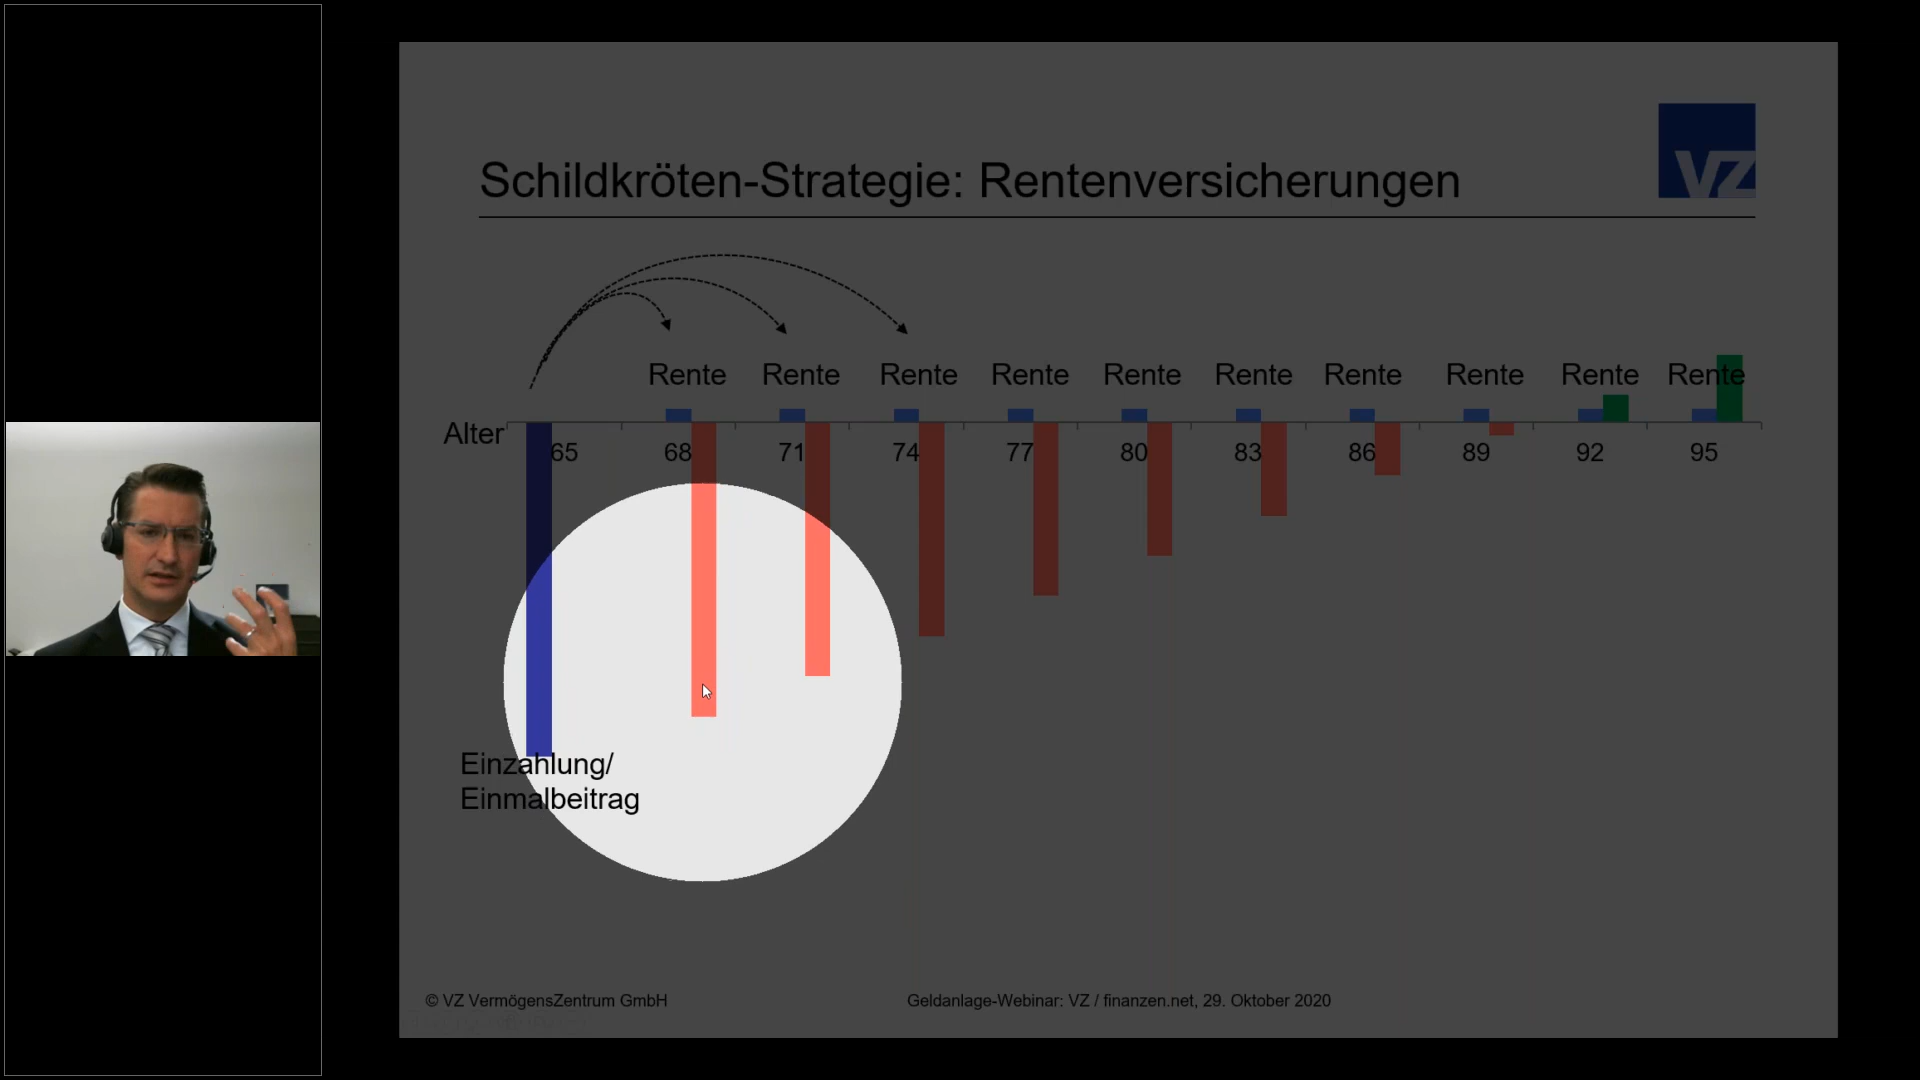 VZ
Schildkröten-Strategie: Rentenversicherungen
Rente Rente Rente Rente Rente Rente Rente Rente Rente Rente
Alter
65 68 71 74 77 80 83 86 89 92 95
Einzahlung/
Einmalbeitrag
© VZ VermögensZentrum GmbH
Geldanlage-Webinar: VZ / finanzen.net, 29. Oktober 2020